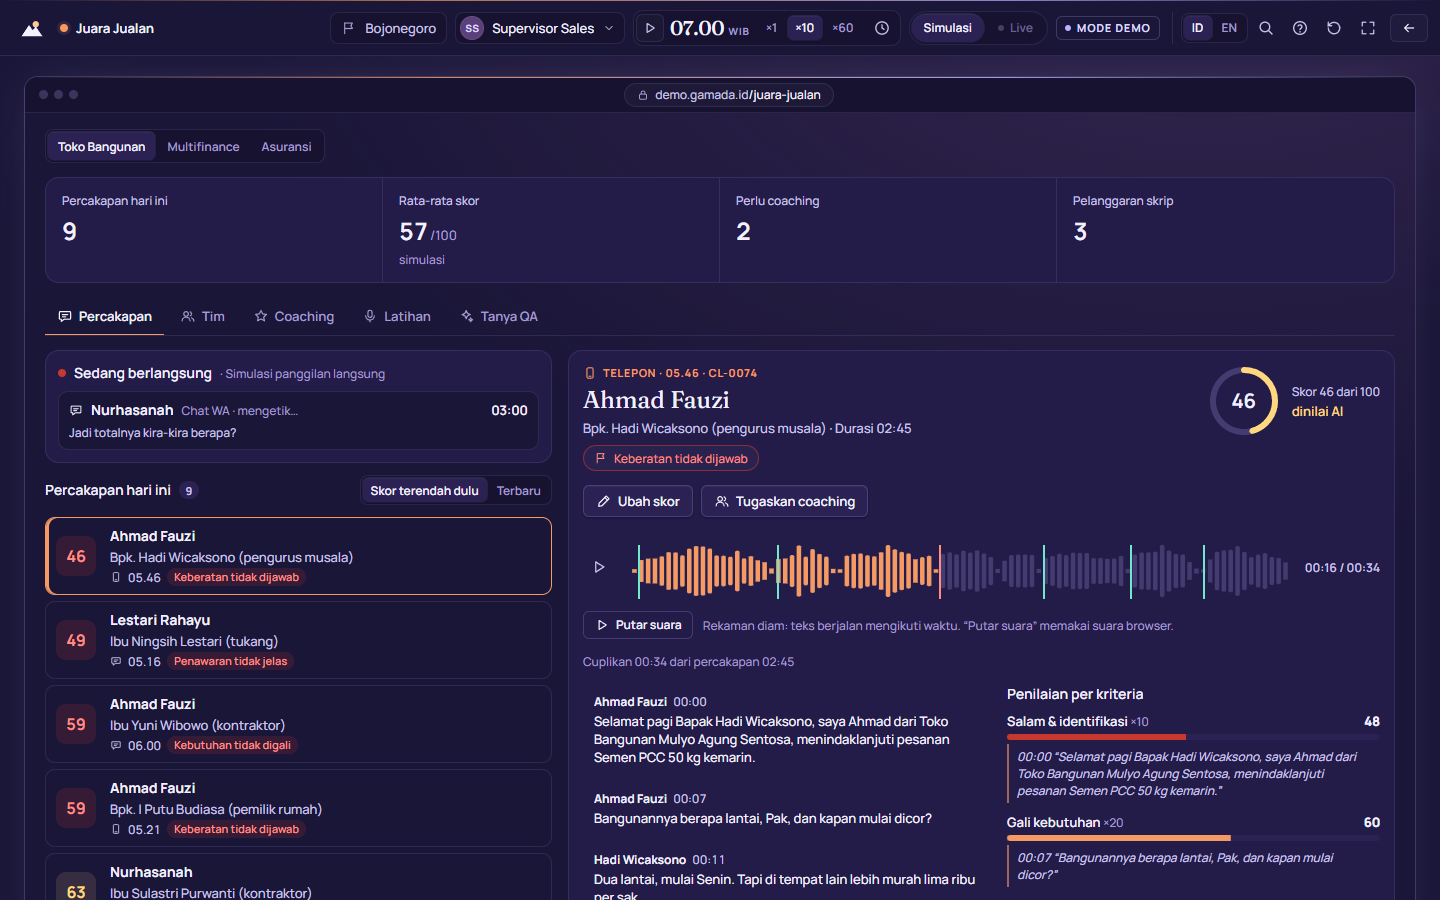 Juara Jualan
Bojonegoro
SS Supervisor Sales
07.00 WIB
×1 ×10 ×60
Simulasi
Live
MODE DEMO
ID EN
demo.gamada.id/juara-jualan
Toko Bangunan Multifinance Asuransi
Percakapan hari ini
9
Rata-rata skor
57 /100
simulasi
Perlu coaching
2
Pelanggaran skrip
3
Percakapan Tim Coaching Latihan Tanya QA
Sedang berlangsung · Simulasi panggilan langsung
Nurhasanah Chat WA · mengetik... 03:00
Jadi totalnya kira-kira berapa?
Percakapan hari ini 9
Skor terendah dulu Terbaru
46
Ahmad Fauzi
Bpk. Hadi Wicaksono (pengurus musala)
05.46 Keberatan tidak dijawab
49
Lestari Rahayu
Ibu Ningsih Lestari (tukang)
05.16 Penawaran tidak jelas
59
Ahmad Fauzi
Ibu Yuni Wibowo (kontraktor)
06.00 Kebutuhan tidak digali
59
Ahmad Fauzi
Bpk. I Putu Budiasa (pemilik rumah)
05.21 Keberatan tidak dijawab
63
Nurhasanah
Ibu Sulastri Purwanti (kontraktor)
TELEPON · 05.46 · CL-0074
Ahmad Fauzi
Bpk. Hadi Wicaksono (pengurus musala) · Durasi 02:45
Keberatan tidak dijawab
46
Skor 46 dari 100
dinilai AI
Ubah skor
Tugaskan coaching
00:16 / 00:34
Putar suara
Rekaman diam: teks berjalan mengikuti waktu. “Putar suara” memakai suara browser.
Cuplikan 00:34 dari percakapan 02:45
Ahmad Fauzi 00:00
Selamat pagi Bapak Hadi Wicaksono, saya Ahmad dari Toko
Bangunan Mulyo Agung Sentosa, menindaklanjuti pesanan
Semen PCC 50 kg kemarin.
Ahmad Fauzi 00:07
Bangunannya berapa lantai, Pak, dan kapan mulai dicor?
Hadi Wicaksono 00:11
Dua lantai, mulai Senin. Tapi di tempat lain lebih murah lima ribu
per sak.
Penilaian per kriteria
Salam & identifikasi ×10 48
00:00 “Selamat pagi Bapak Hadi Wicaksono, saya Ahmad dari
Toko Bangunan Mulyo Agung Sentosa, menindaklanjuti
pesanan Semen PCC 50 kg kemarin.”
Gali kebutuhan ×20 60
00:07 “Bangunannya berapa lantai, Pak, dan kapan mulai
dicor?”